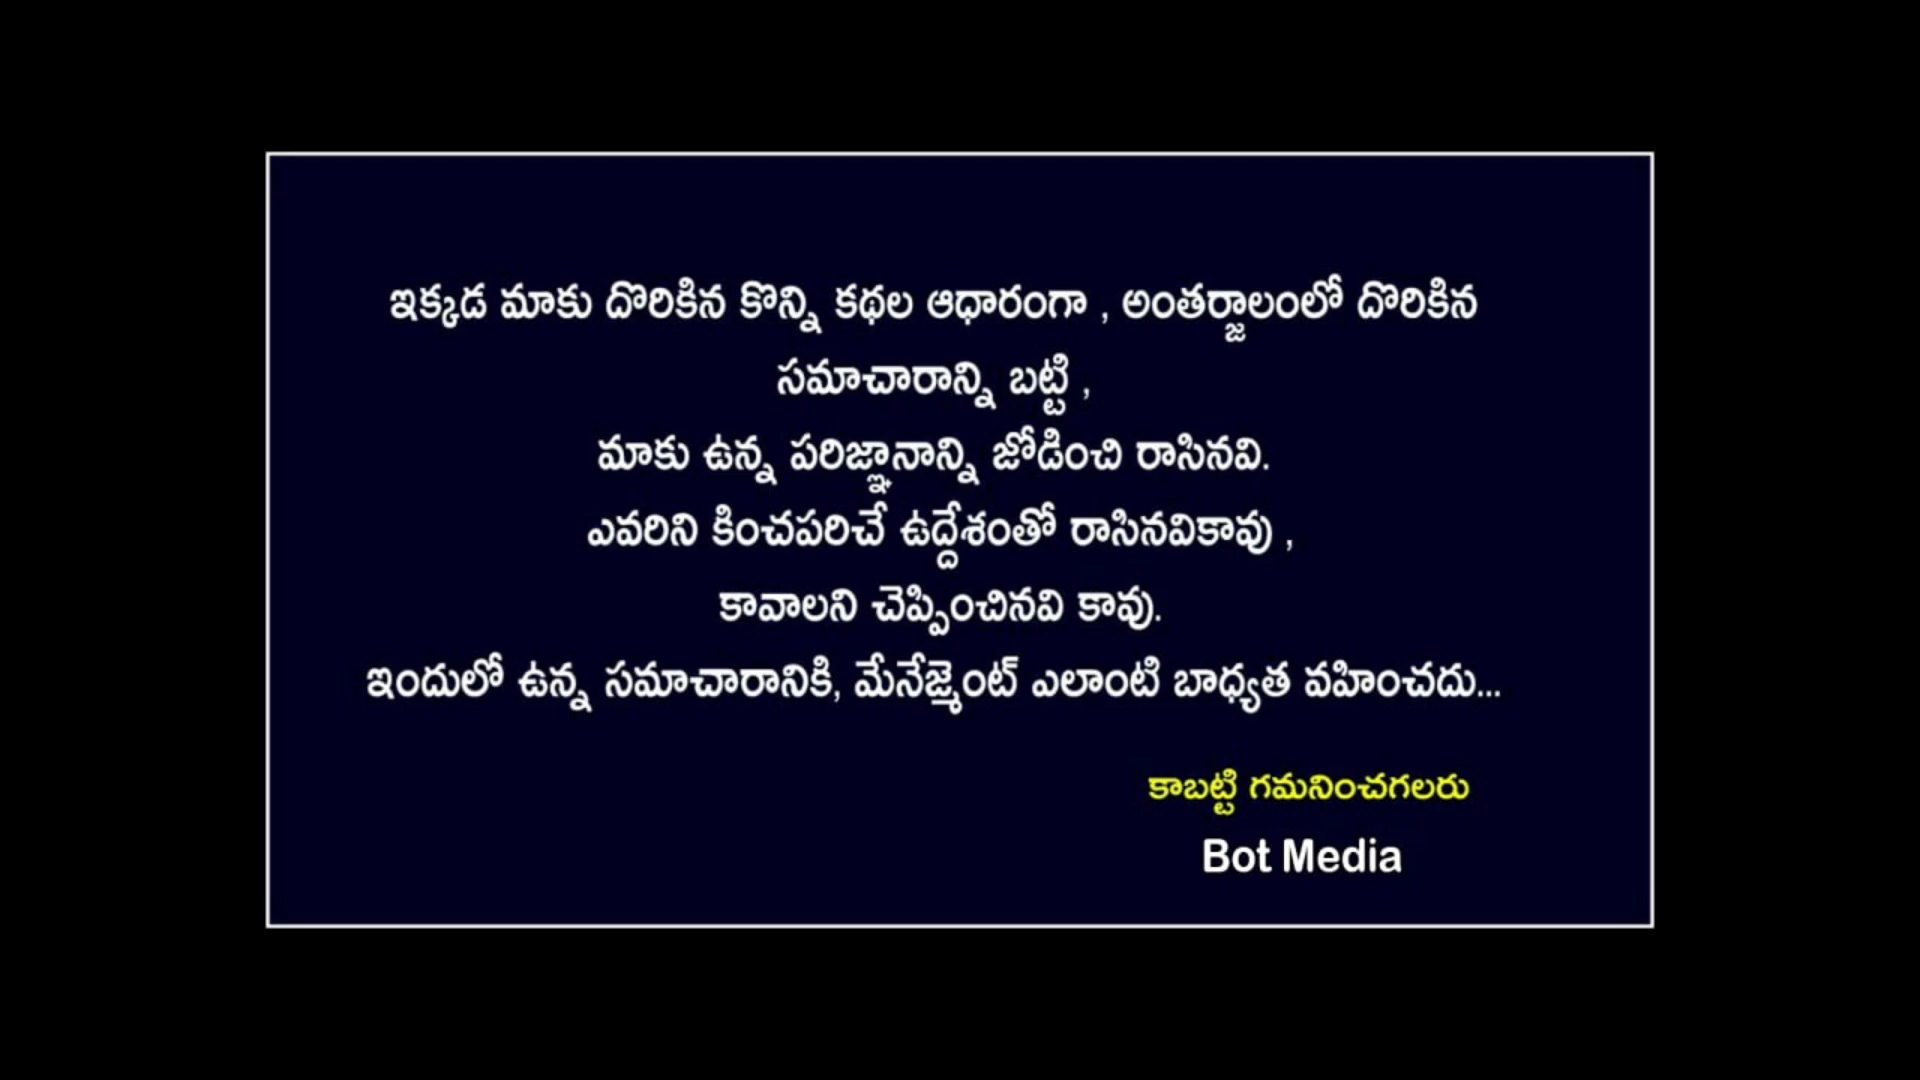 ఇక్కడ మాకు దొరికిన కొన్ని కథల ఆధారంగా , అంతర్జాలంలో దొరికిన
సమాచారాన్ని బట్టి ,
మాకు ఉన్న పరిజ్ఞానాన్ని జోడించి రాసినవి.
ఎవరిని కించపరిచే ఉద్దేశంతో రాసినవికావు ,
కావాలని చెప్పించినవి కావు.
ఇందులో ఉన్న సమాచారానికి, మేనేజ్మెంట్ ఎలాంటి బాధ్యత వహించదు...
కాబట్టి గమనించగలరు
Bot Media